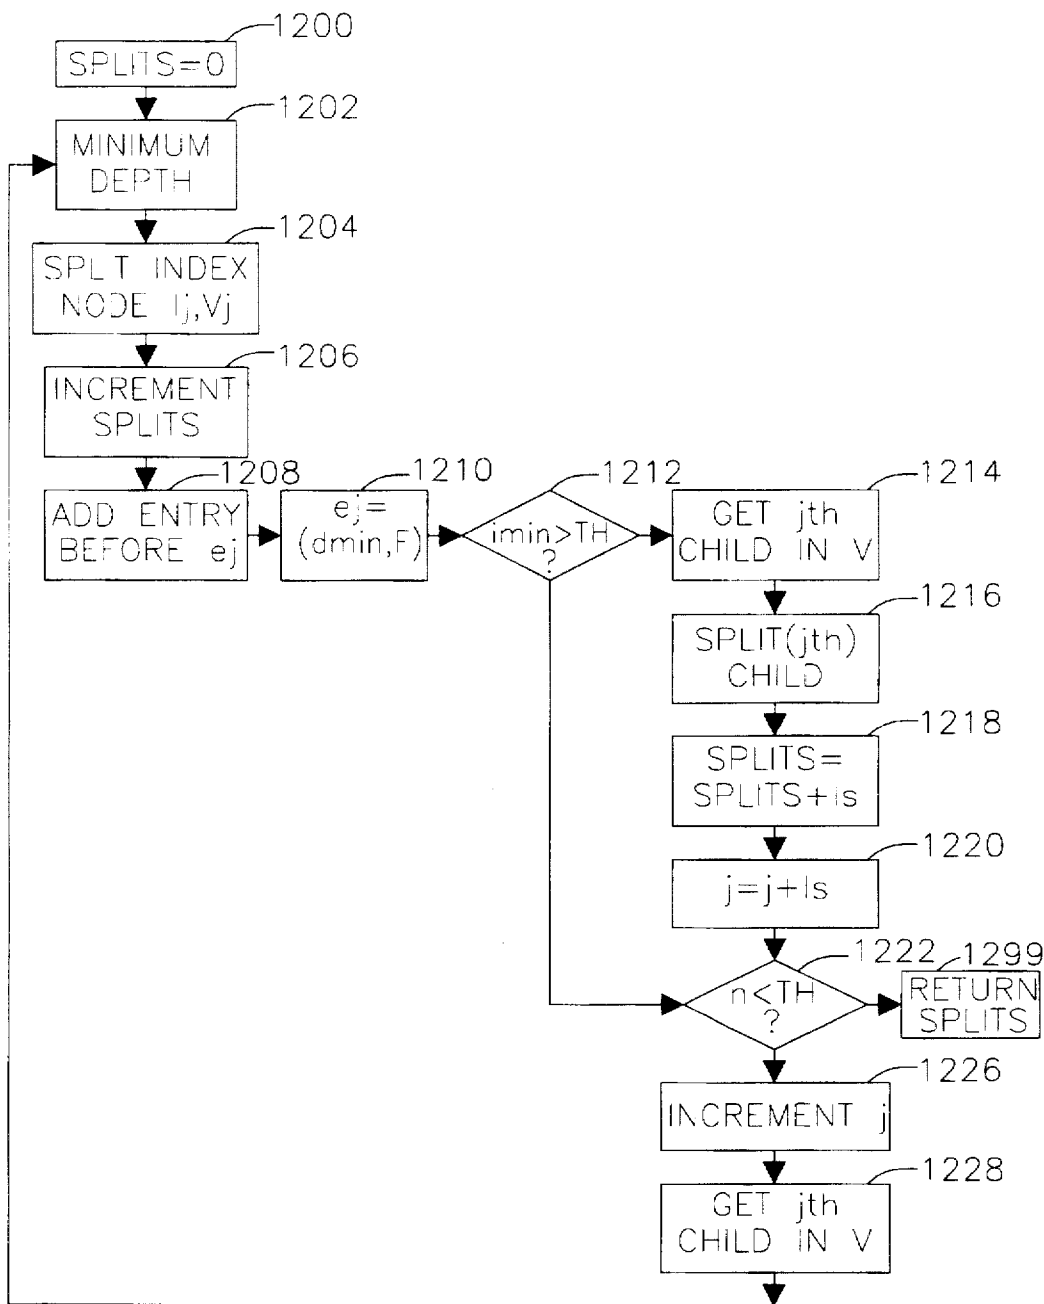 1200
SPLITS=0
1202
MINIMUM
DEPTH
1204
SPLIT INDEX
NODE Ij,Vj
1206
INCREMENT
SPLITS
1208
ADD ENTRY
BEFORE ej
1210
ej=
(dmin,F)
1212
imin>TH
?
1214
GET jth
CHILD IN V
1216
SPLIT(jth)
CHILD
1218
SPLITS=
SPLITS+ls
1220
j=j+ls
1222
n<TH
?
1299
RETURN
SPLITS
1226
INCREMENT j
1228
GET jth
CHILD IN V